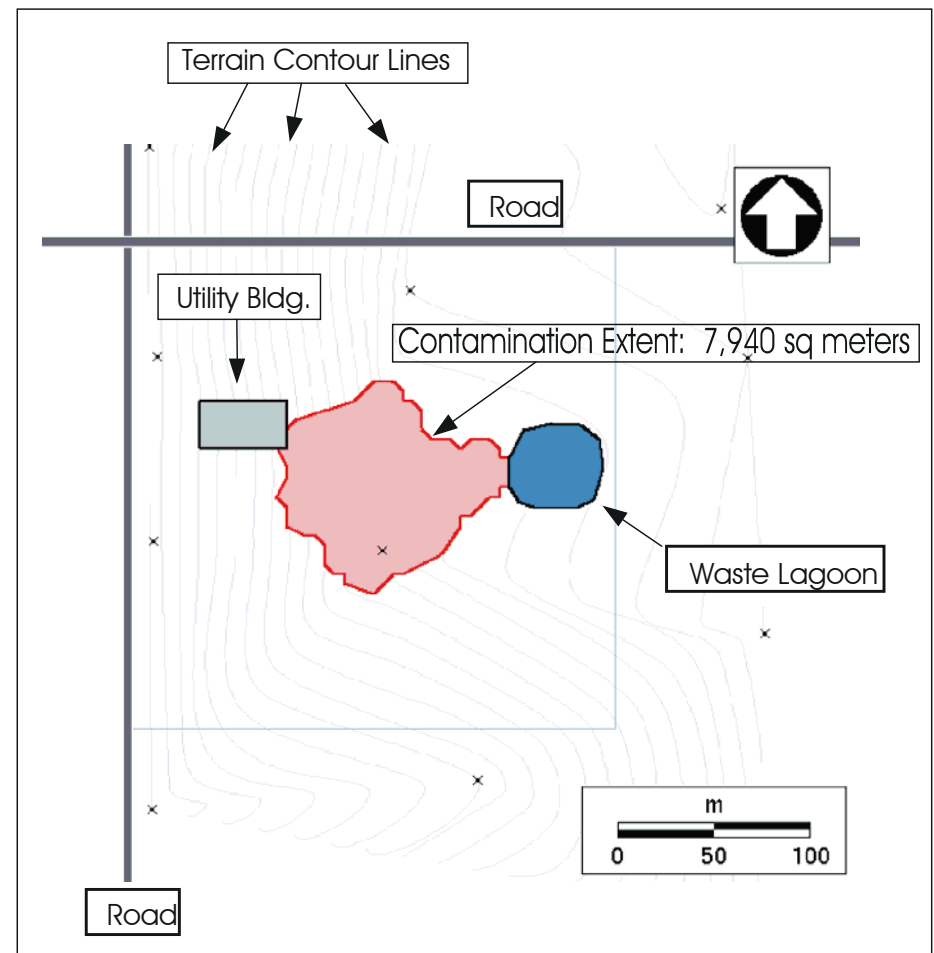 Terrain Contour Lines
Road
Utility Bldg.
Contamination Extent: 7,940 sq meters
Waste Lagoon
m
0 50 100
Road